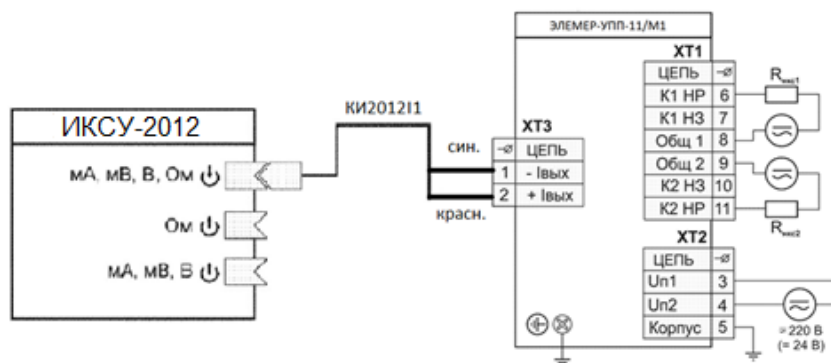 ЭЛЕМЕР-УПП-11/М1
ИКСУ-2012
мА, мВ, В, Ом
Ом
мА, мВ, В
КИ2012I1
син.
красн.
XT3
ЦЕПЬ
1 - Iвых
2 + Iвых
XT1
ЦЕПЬ
К1 НР 6
К1 НЗ 7
Общ 1 8
Общ 2 9
К2 НЗ 10
К2 НР 11
XT2
ЦЕПЬ
Un1 3
Un2 4
Корпус 5
220 В
(= 24 В)